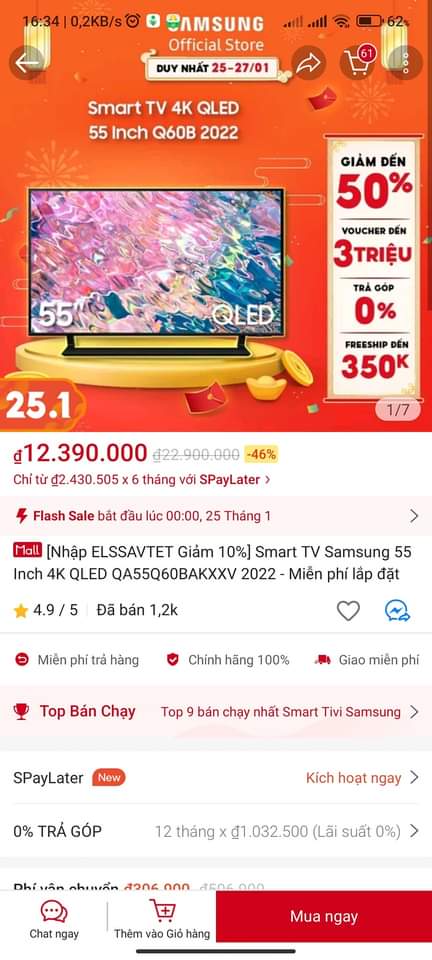 16:34 | 0,2KB/s
62%
SAMSUNG
Official Store
DUY NHẤT 25-27/01
61
Smart TV 4K QLED
55 Inch Q60B 2022
GIẢM ĐẾN
50%
VOUCHER ĐẾN
3TRIỆU
TRẢ GÓP
0%
FREESHIP ĐẾN
350K
55"
QLED
25.1
1/7
₫12.390.000 ₫22.900.000 -46%
Chỉ từ ₫2.430.505 x 6 tháng với SPayLater
Flash Sale bắt đầu lúc 00:00, 25 Tháng 1
Mall [Nhập ELSSAVTET Giảm 10%] Smart TV Samsung 55
Inch 4K QLED QA55Q60BAKXXV 2022 - Miễn phí lắp đặt
4.9 / 5 Đã bán 1,2k
Miễn phí trả hàng Chính hãng 100% Giao miễn phí
Top Bán Chạy Top 9 bán chạy nhất Smart Tivi Samsung
SPayLater New Kích hoạt ngay
0% TRẢ GÓP 12 tháng x ₫1.032.500 (Lãi suất 0%)
Phí vận chuyển ₫306.900 ₫506.900
Chat ngay
Thêm vào Giỏ hàng
Mua ngay